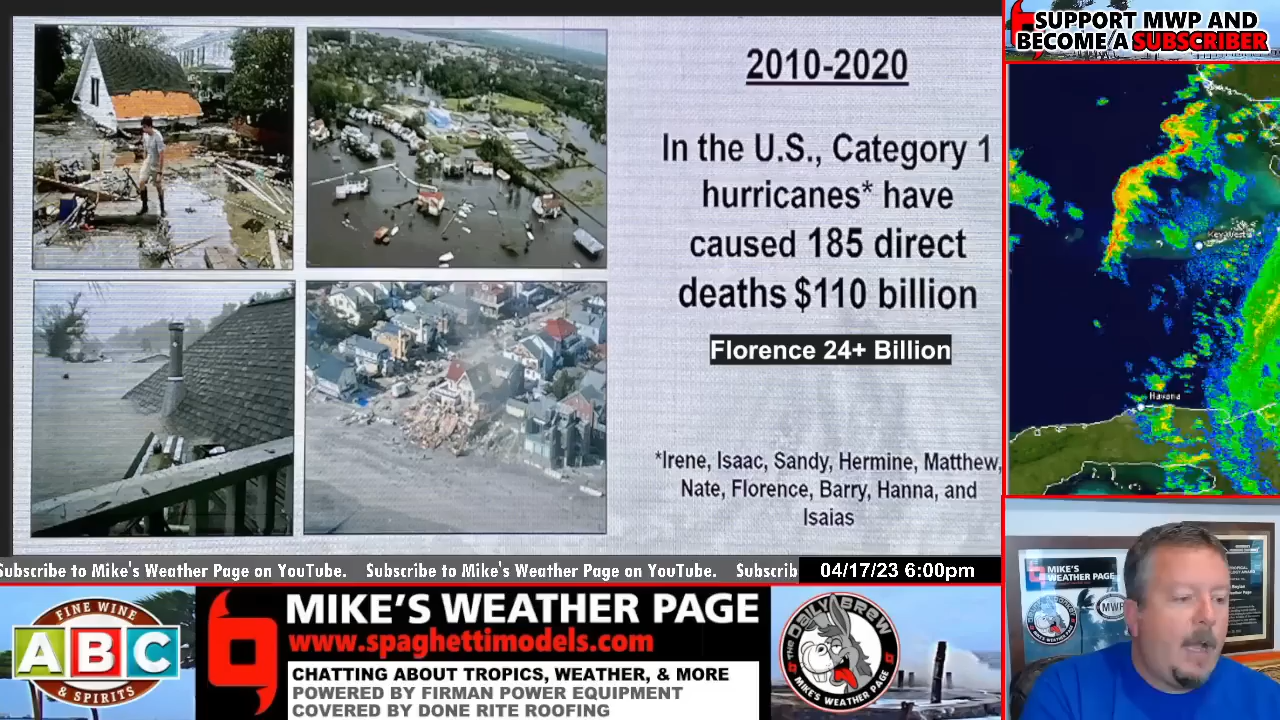 2010-2020
In the U.S., Category 1
hurricanes* have
caused 185 direct
deaths $110 billion
Florence 24+ Billion
*Irene, Isaac, Sandy, Hermine, Matthew,
Nate, Florence, Barry, Hanna, and
Isaias
SUPPORT MWP AND
BECOME A SUBSCRIBER
Key West
Havana
MIKE'S
WEATHER PAGE
MWP
Subscribe to Mike's Weather Page on YouTube. Subscribe to Mike's Weather Page on YouTube. Subscrib
04/17/23 6:00pm
FINE WINE
ABC
& SPIRITS
MIKE'S WEATHER PAGE
www.spaghettimodels.com
CHATTING ABOUT TROPICS, WEATHER, & MORE
POWERED BY FIRMAN POWER EQUIPMENT
COVERED BY DONE RITE ROOFING
THE DAILY BREW
MIKE'S WEATHER PAGE